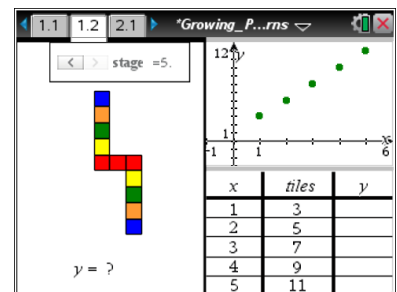 1.1 1.2 2.1 *Growing_P...rns
stage =5.
y = ?
12 y
1
-1 1 x 6
x tiles y
1 3
2 5
3 7
4 9
5 11